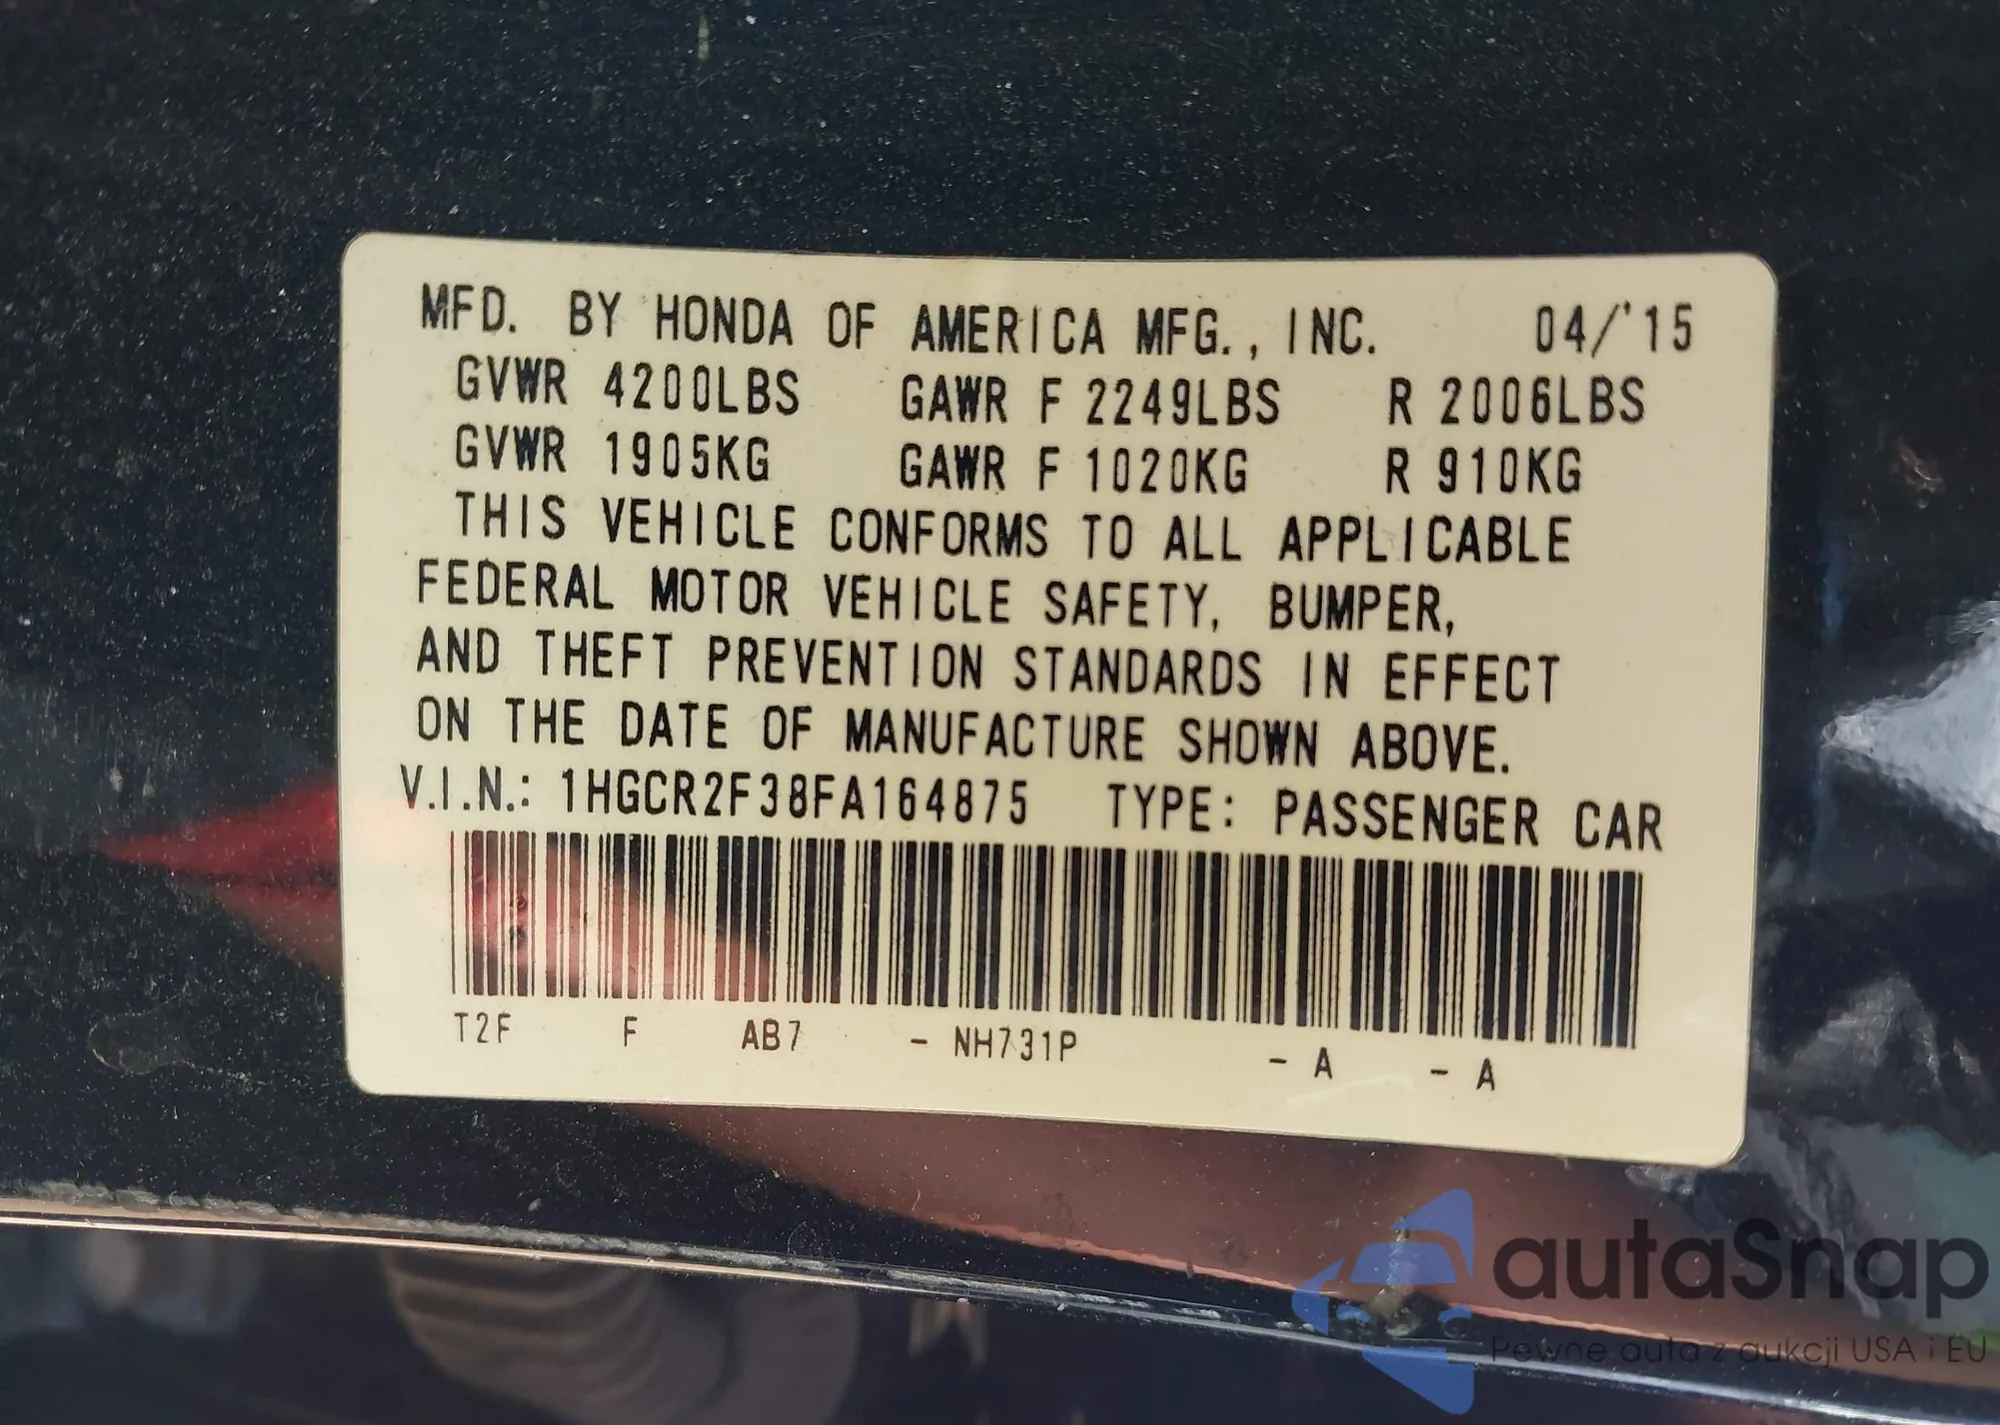 MFD. BY HONDA OF AMERICA MFG., INC. 04/'15
GVWR 4200LBS GAWR F 2249LBS R 2006LBS
GVWR 1905KG GAWR F 1020KG R 910KG
THIS VEHICLE CONFORMS TO ALL APPLICABLE
FEDERAL MOTOR VEHICLE SAFETY, BUMPER,
AND THEFT PREVENTION STANDARDS IN EFFECT
ON THE DATE OF MANUFACTURE SHOWN ABOVE.
V.I.N.: 1HGCR2F38FA164875 TYPE: PASSENGER CAR
T2F F AB7 - NH731P - A - A
autaSnap
Pewne auta z aukcji USA i EU